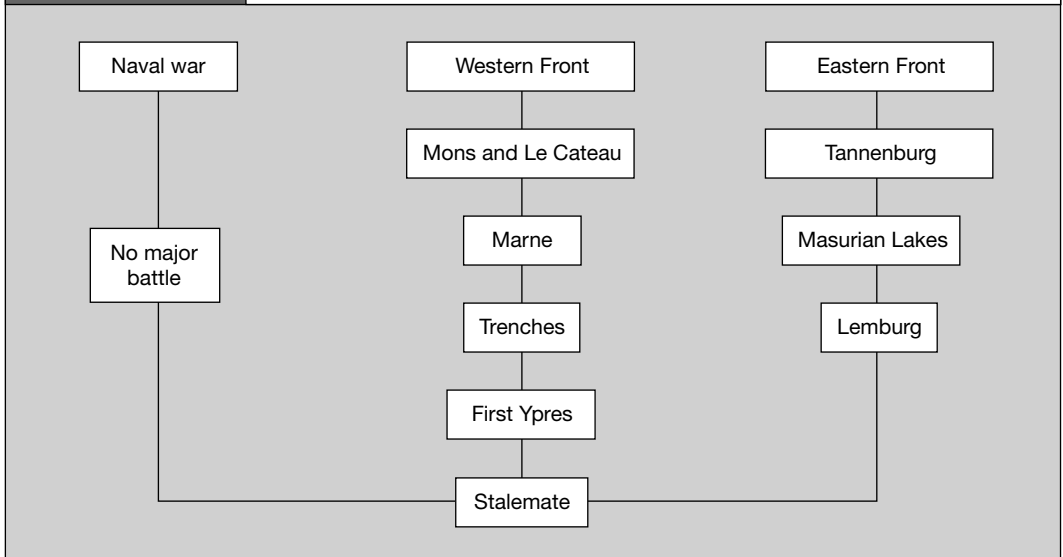 Naval war
No major
battle
Western Front
Mons and Le Cateau
Marne
Trenches
First Ypres
Eastern Front
Tannenburg
Masurian Lakes
Lemburg
Stalemate